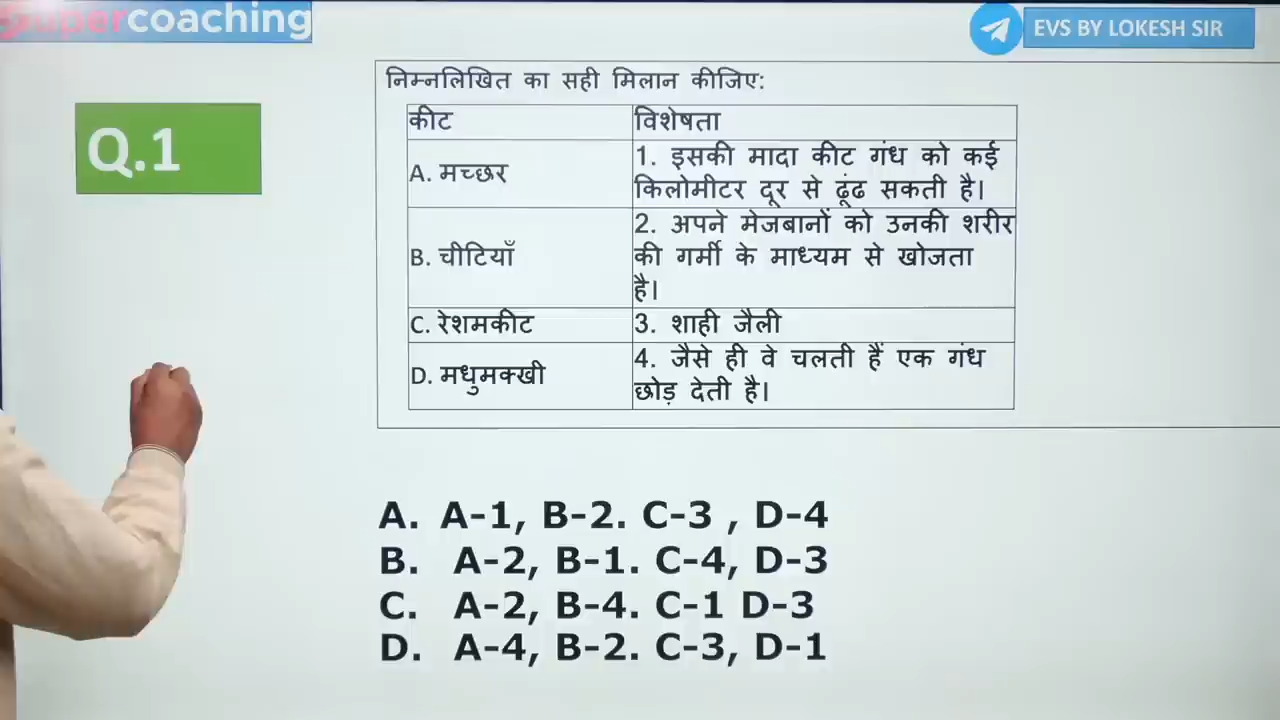 supercoaching
EVS BY LOKESH SIR
Q.1
निम्नलिखित का सही मिलान कीजिए:
कीट
विशेषता
A. मच्छर
1. इसकी मादा कीट गंध को कई
किलोमीटर दूर से ढूंढ सकती है।
B. चीटियाँ
2. अपने मेजबानों को उनकी शरीर
की गर्मी के माध्यम से खोजता
है।
C. रेशमकीट
3. शाही जैली
D. मधुमक्खी
4. जैसे ही वे चलती हैं एक गंध
छोड़ देती है।
A. A-1, B-2. C-3 , D-4
B. A-2, B-1. C-4, D-3
C. A-2, B-4. C-1 D-3
D. A-4, B-2. C-3, D-1